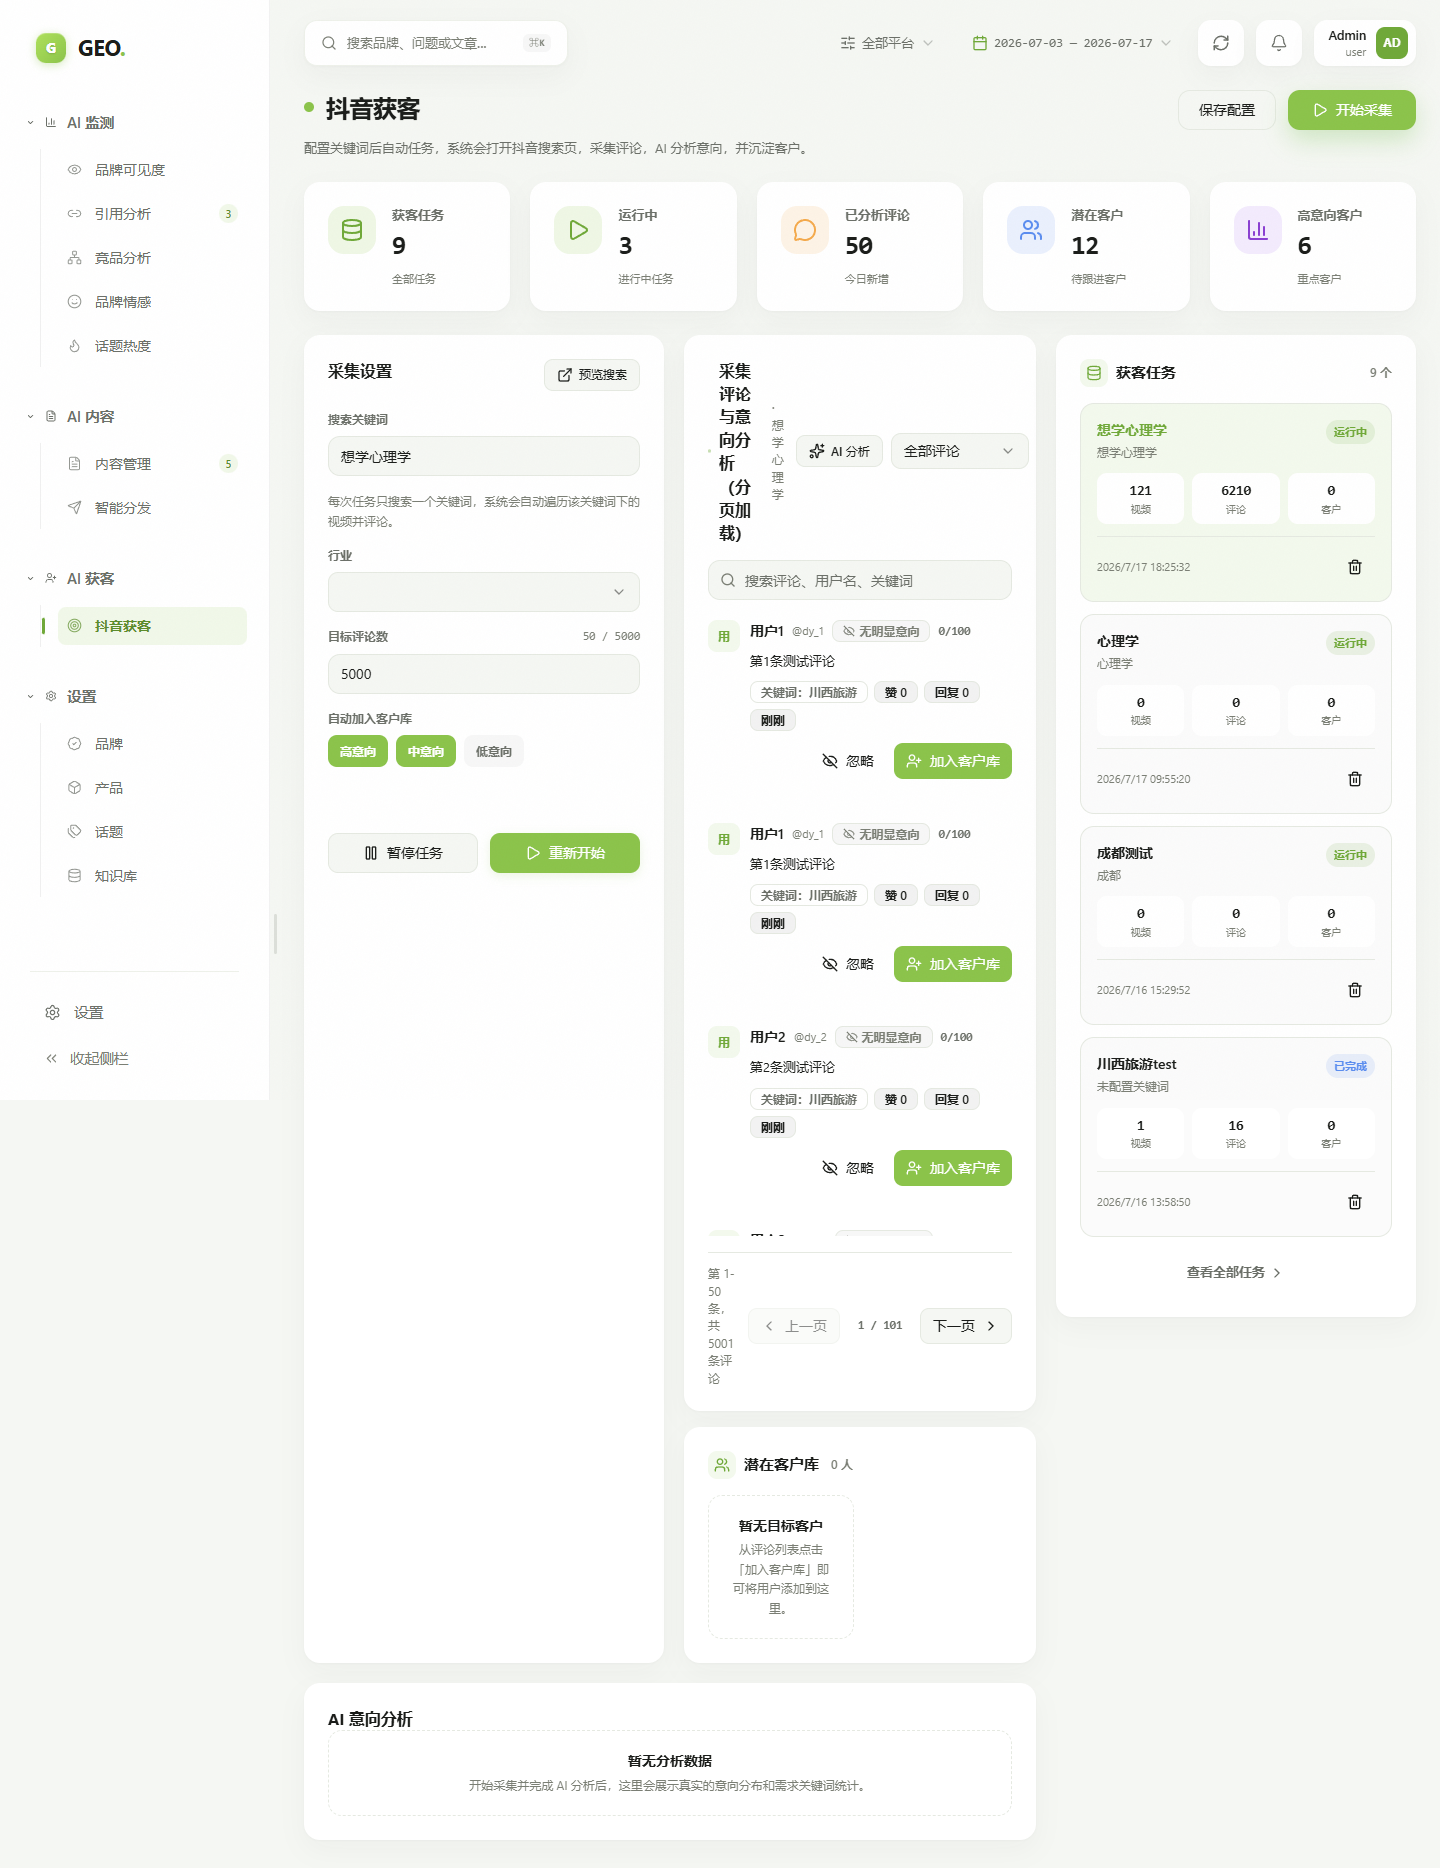 G GEO.
AI 监测
品牌可见度
引用分析 3
竞品分析
品牌情感
话题热度
AI 内容
内容管理 5
智能分发
AI 获客
抖音获客
设置
品牌
产品
话题
知识库
设置
收起侧栏
搜索品牌、问题或文章... ⌘K
全部平台
2026-07-03 — 2026-07-17
Admin
user
AD
抖音获客
配置关键词后自动任务，系统会打开抖音搜索页，采集评论，AI 分析意向，并沉淀客户。
保存配置
开始采集
获客任务
9
全部任务
运行中
3
进行中任务
已分析评论
50
今日新增
潜在客户
12
待跟进客户
高意向客户
6
重点客户
采集设置
预览搜索
搜索关键词
想学心理学
每次任务只搜索一个关键词，系统会自动遍历该关键词下的
视频并评论。
行业
目标评论数 50 / 5000
5000
自动加入客户库
高意向 中意向 低意向
暂停任务 重新开始
采集
评论
与意
向分
析
（分
页加
载）
·
想
学
心
理
学
AI 分析
全部评论
搜索评论、用户名、关键词
用 用户1 @dy_1 无明显意向 0/100
第1条测试评论
关键词：川西旅游 赞 0 回复 0
刚刚
忽略 加入客户库
用 用户1 @dy_1 无明显意向 0/100
第1条测试评论
关键词：川西旅游 赞 0 回复 0
刚刚
忽略 加入客户库
用 用户2 @dy_2 无明显意向 0/100
第2条测试评论
关键词：川西旅游 赞 0 回复 0
刚刚
忽略 加入客户库
第 1-
50
条，
共
5001
条评
论
上一页 1 / 101 下一页
潜在客户库 0 人
暂无目标客户
从评论列表点击
「加入客户库」即
可将用户添加到这
里。
获客任务 9 个
想学心理学 运行中
想学心理学
121 6210 0
视频 评论 客户
2026/7/17 18:25:32
心理学 运行中
心理学
0 0 0
视频 评论 客户
2026/7/17 09:55:20
成都测试 运行中
成都
0 0 0
视频 评论 客户
2026/7/16 15:29:52
川西旅游test 已完成
未配置关键词
1 16 0
视频 评论 客户
2026/7/16 13:58:50
查看全部任务
AI 意向分析
暂无分析数据
开始采集并完成 AI 分析后，这里会展示真实的意向分布和需求关键词统计。